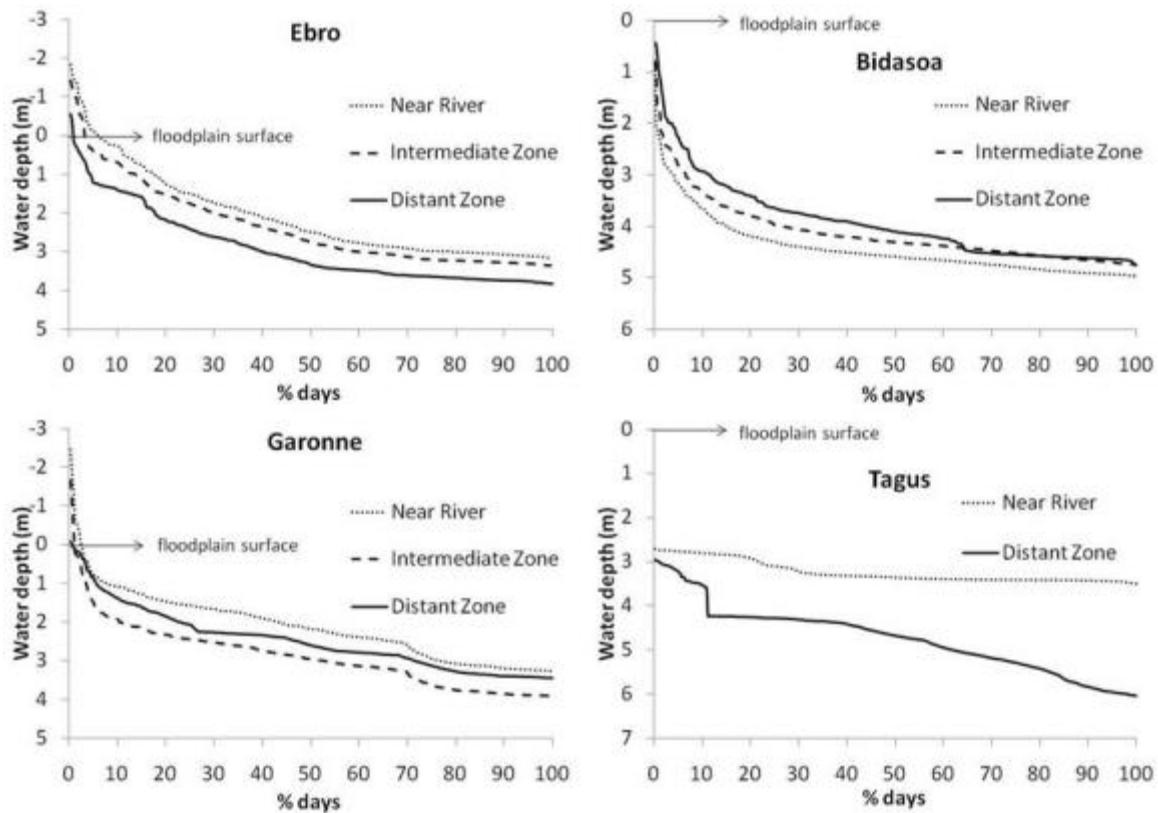 Ebro
-3
-2
-1
0
1
2
3
4
5
Water depth (m)
floodplain surface
Near River
Intermediate Zone
Distant Zone
0 10 20 30 40 50 60 70 80 90 100
% days
Bidasoa
0
1
2
3
4
5
6
Water depth (m)
floodplain surface
Near River
Intermediate Zone
Distant Zone
0 10 20 30 40 50 60 70 80 90 100
% days
Garonne
-3
-2
-1
0
1
2
3
4
5
Water depth (m)
floodplain surface
Near River
Intermediate Zone
Distant Zone
0 10 20 30 40 50 60 70 80 90 100
% days
Tagus
0
1
2
3
4
5
6
7
Water depth (m)
floodplain surface
Near River
Distant Zone
0 10 20 30 40 50 60 70 80 90 100
% days